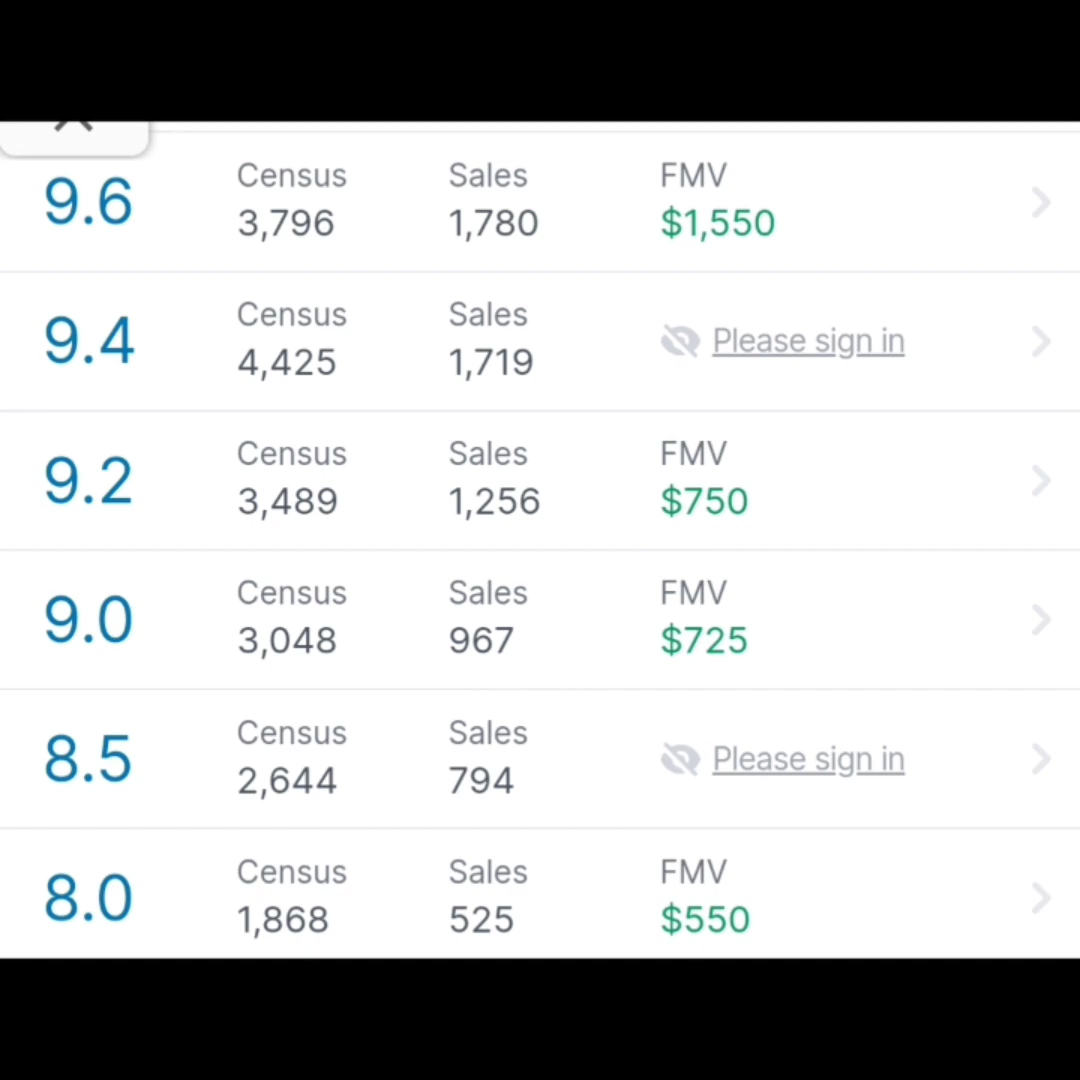 9.6
Census Sales FMV
3,796 1,780 $1,550
9.4
Census Sales
4,425 1,719 Please sign in
9.2
Census Sales FMV
3,489 1,256 $750
9.0
Census Sales FMV
3,048 967 $725
8.5
Census Sales
2,644 794 Please sign in
8.0
Census Sales FMV
1,868 525 $550